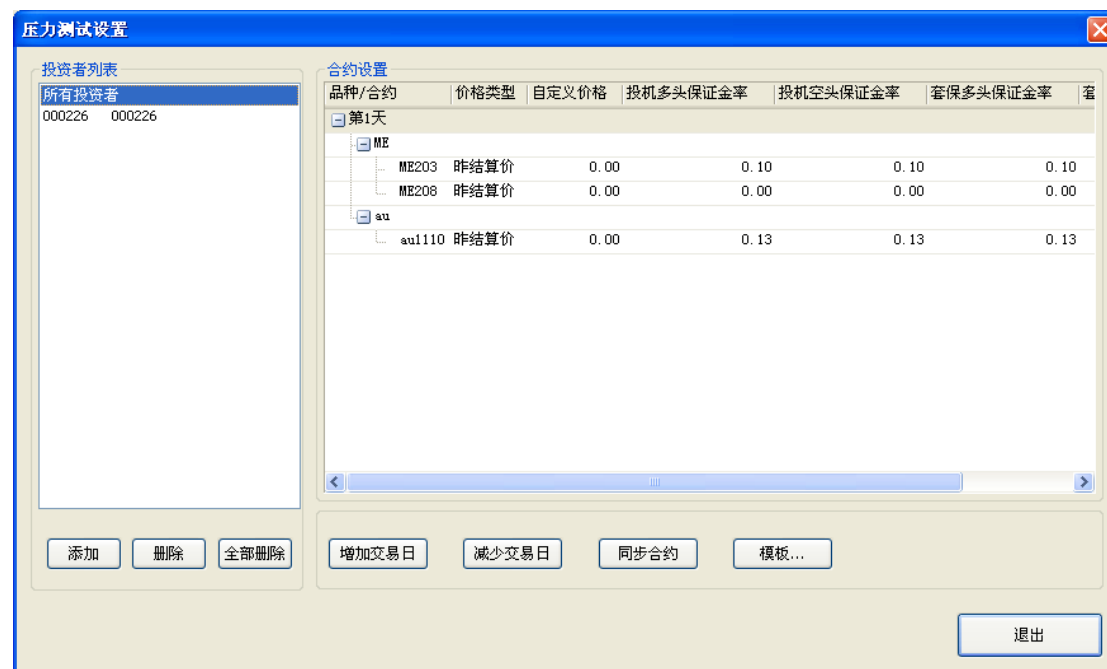 压力测试设置
投资者列表
所有投资者
000226 000226
添加 删除 全部删除
合约设置
品种/合约 价格类型 自定义价格 投机多头保证金率 投机空头保证金率 套保多头保证金率 套
第1天
ME
ME203 昨结算价 0.00 0.10 0.10 0.10
ME208 昨结算价 0.00 0.00 0.00 0.00
au
au1110 昨结算价 0.00 0.13 0.13 0.13
增加交易日 减少交易日 同步合约 模板...
退出